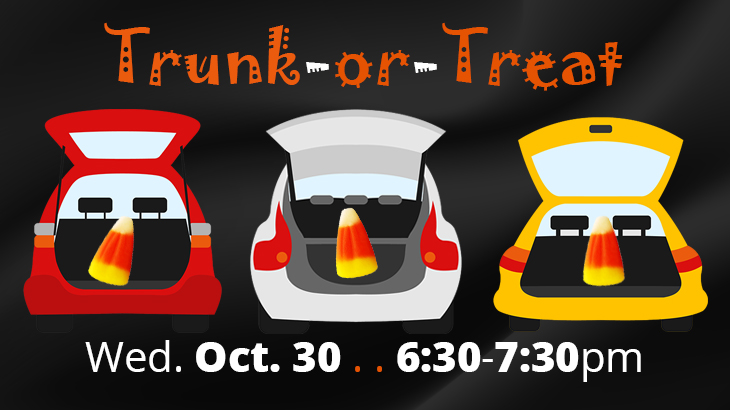 Trunk-or-Treat
Wed. Oct. 30 . . 6:30-7:30pm